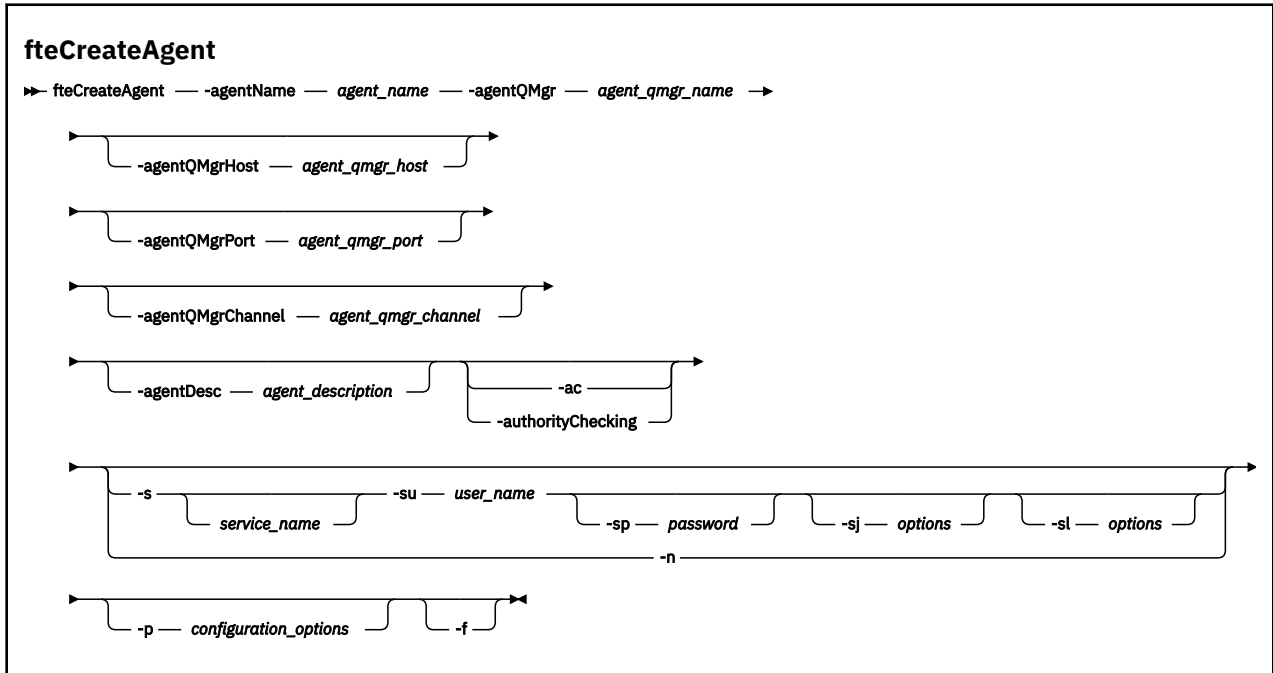 fteCreateAgent
fteCreateAgent -agentName agent_name -agentQMgr agent_qmgr_name
-agentQMgrHost agent_qmgr_host
-agentQMgrPort agent_qmgr_port
-agentQMgrChannel agent_qmgr_channel
-agentDesc agent_description -ac
-authorityChecking
-s -su user_name
service_name -sp password -sj options -sl options
-n
-p configuration_options -f